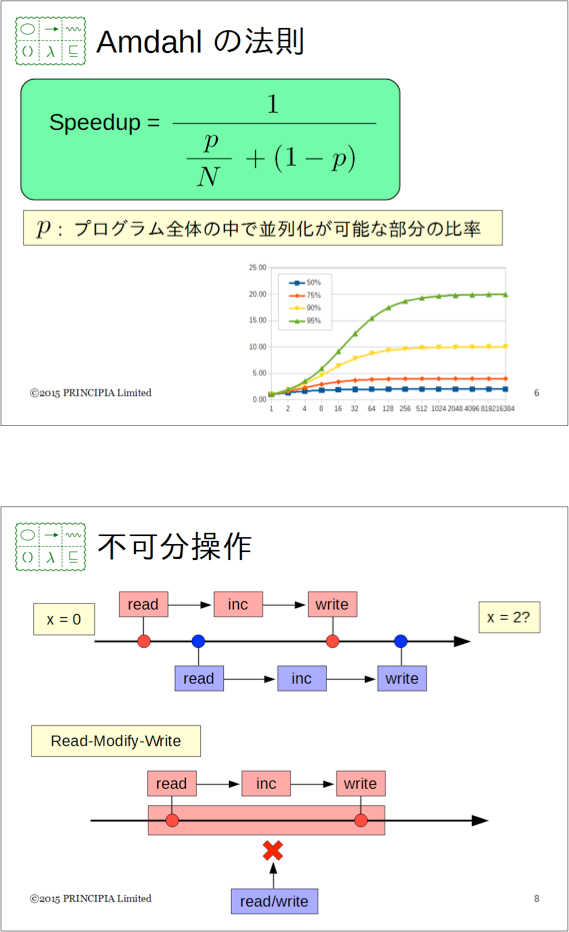 Amdahl の法則
Speedup = 1
p
N
+ (1 − p)
p : プログラム全体の中で並列化が可能な部分の比率
25.00
20.00
15.00
10.00
5.00
0.00
50%
75%
90%
95%
1 2 4 8 16 32 64 128 256 512 1024 2048 4096 8192 16384
©2015 PRINCIPIA Limited
6
不可分操作
read inc write
x = 0
x = 2?
read inc write
Read-Modify-Write
read inc write
read/write
©2015 PRINCIPIA Limited
8